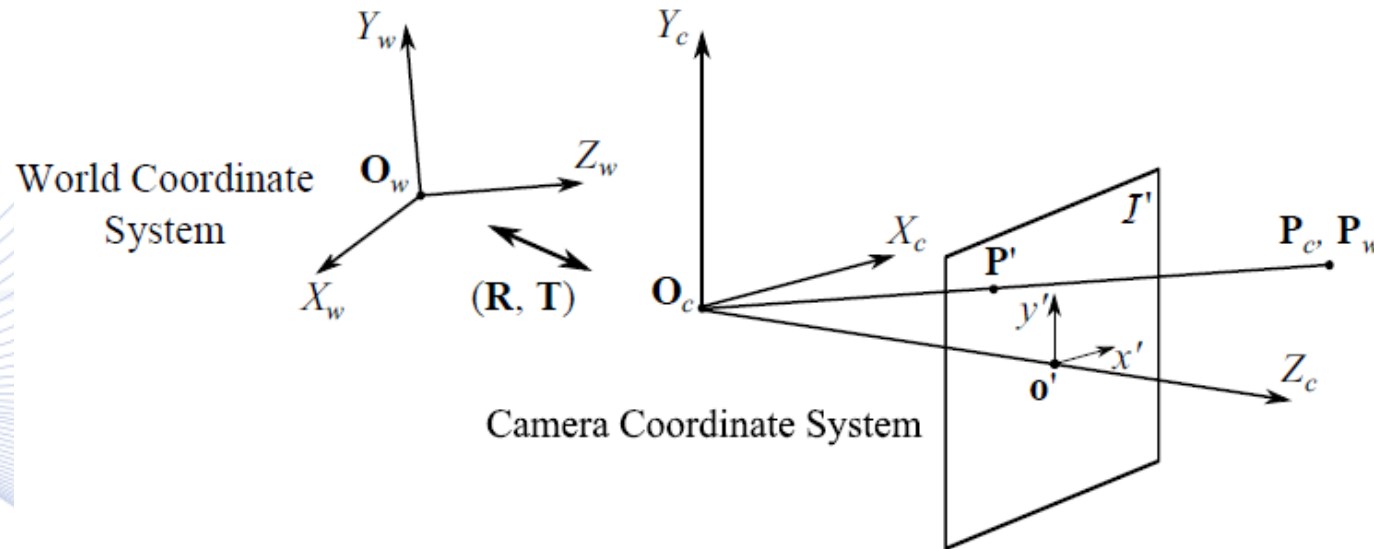 Y_w
Y_c
O_w
Z_w
World Coordinate
System
X_w
(R, T)
O_c
X_c
I'
P'
P_c, P_w
y'
x'
o'
Z_c
Camera Coordinate System